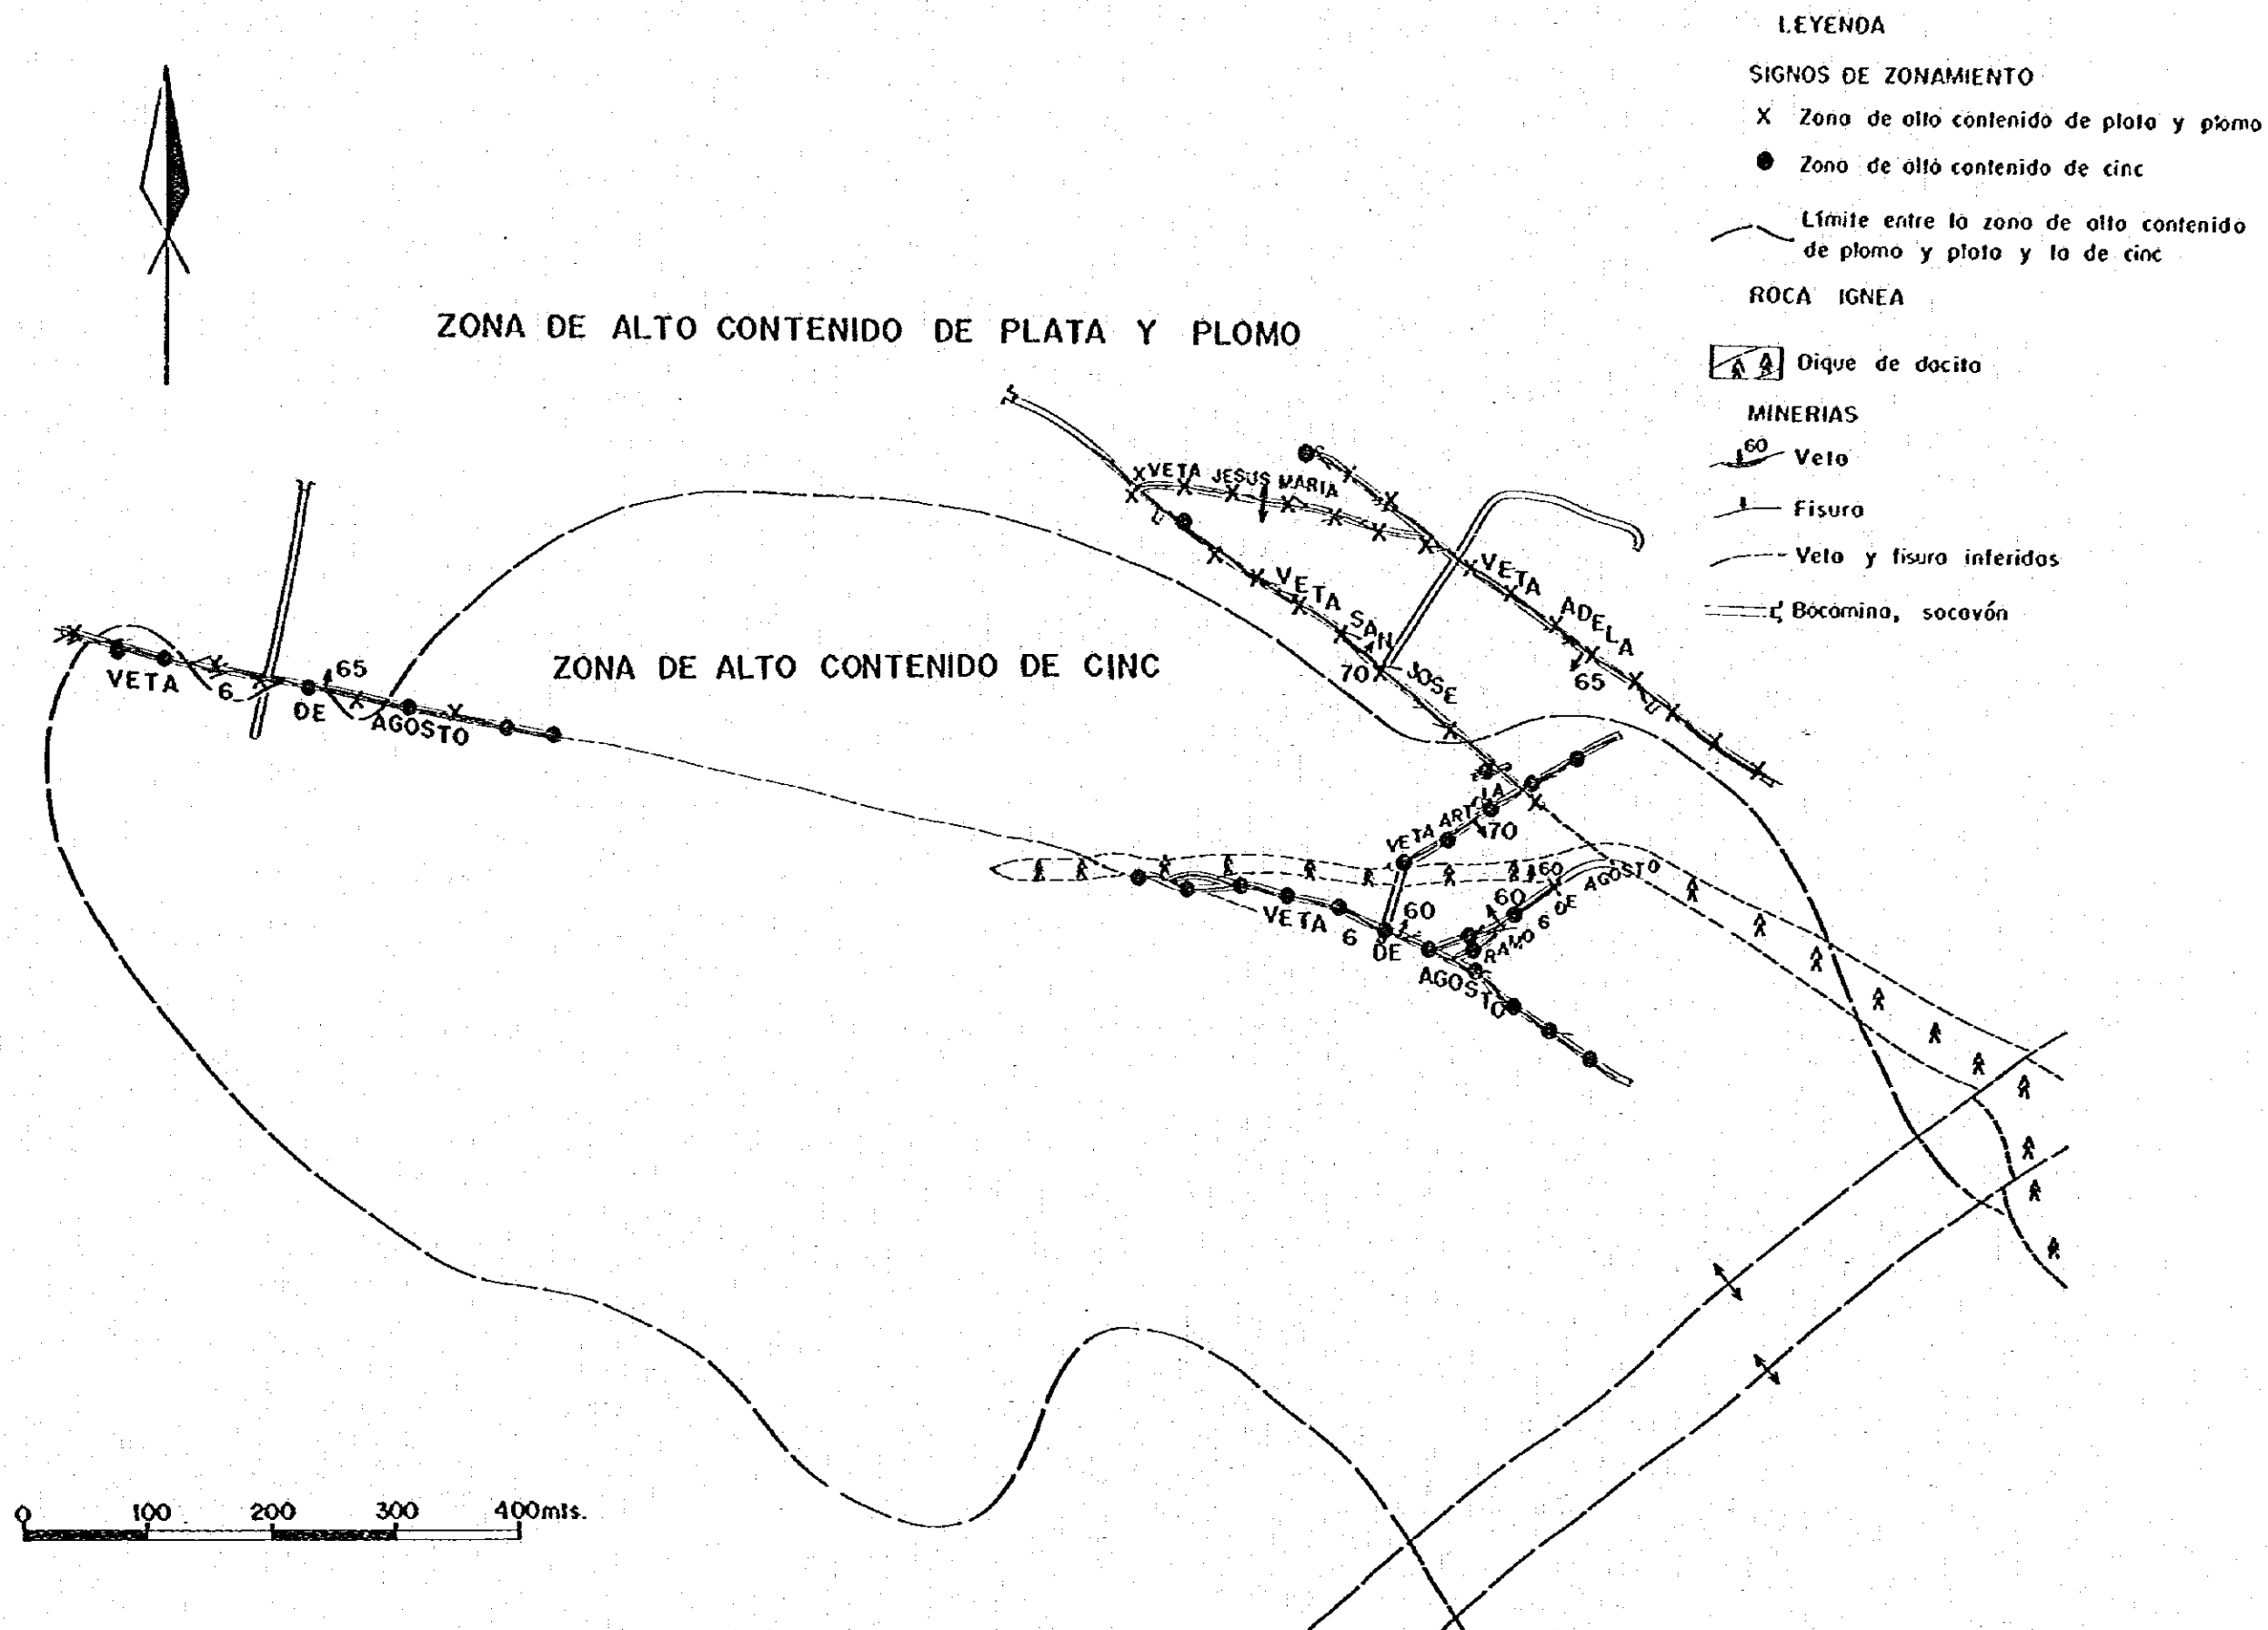 LEYENDA
SIGNOS DE ZONAMIENTO
X Zona de alto contenido de plata y plomo
● Zona de alto contenido de cinc
Límite entre la zona de alto contenido
de plomo y plata y la de cinc
ROCA IGNEA
Dique de dacita
MINERIAS
60 Veta
Fisura
Veta y fisura inferidos
Bocamina, socavón
ZONA DE ALTO CONTENIDO DE PLATA Y PLOMO
VETA JESUS MARIA
VETA ADELA
65
VETA SAN JOSE
70
ZONA DE ALTO CONTENIDO DE CINC
VETA 6 DE AGOSTO
65
VETA ARTOLA
70
VETA 6 DE AGOSTO
60
RAMO 6 DE AGOSTO
60
60
0 100 200 300 400mts.